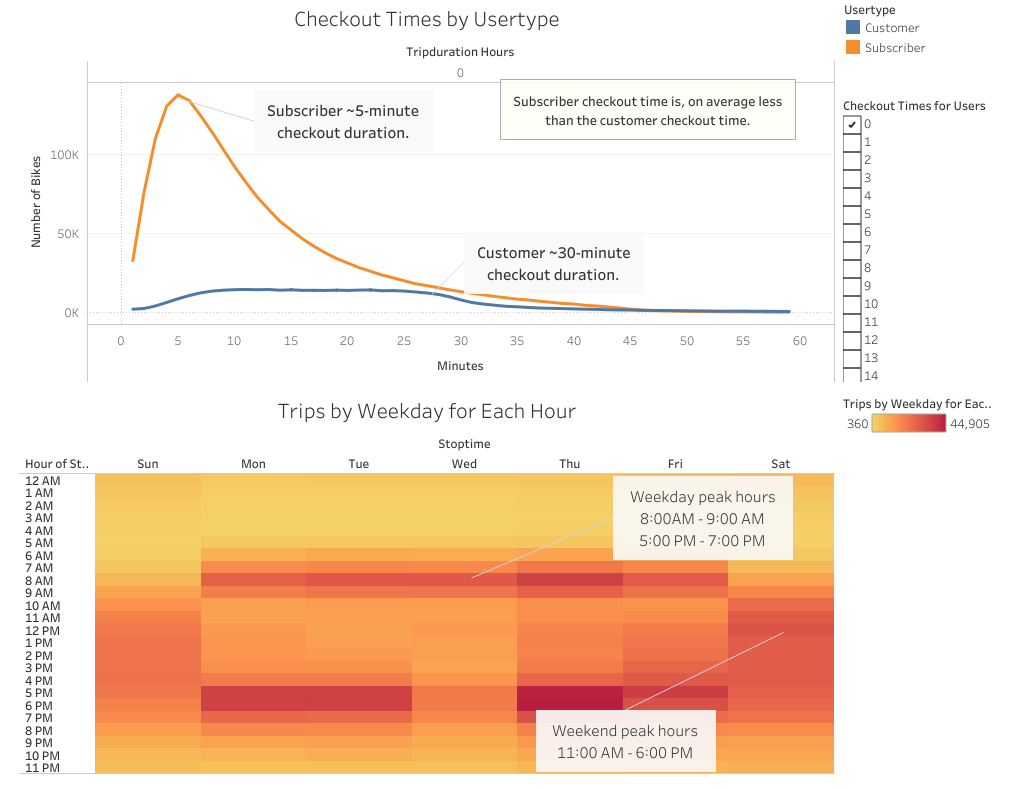 Checkout Times by Usertype
Tripduration Hours
0
Subscriber ~5-minute
checkout duration.
Subscriber checkout time is, on average less
than the customer checkout time.
Customer ~30-minute
checkout duration.
Number of Bikes
100K
50K
0K
0 5 10 15 20 25 30 35 40 45 50 55 60
Minutes
Usertype
Customer
Subscriber
Checkout Times for Users
✔ 0
1
2
3
4
5
6
7
8
9
10
11
12
13
14
Trips by Weekday for Each Hour
Trips by Weekday for Eac..
360 44,905
Stoptime
Hour of St.. Sun Mon Tue Wed Thu Fri Sat
12 AM
1 AM
2 AM
3 AM
4 AM
5 AM
6 AM
7 AM
8 AM
9 AM
10 AM
11 AM
12 PM
1 PM
2 PM
3 PM
4 PM
5 PM
6 PM
7 PM
8 PM
9 PM
10 PM
11 PM
Weekday peak hours
8:00AM - 9:00 AM
5:00 PM - 7:00 PM
Weekend peak hours
11:00 AM - 6:00 PM